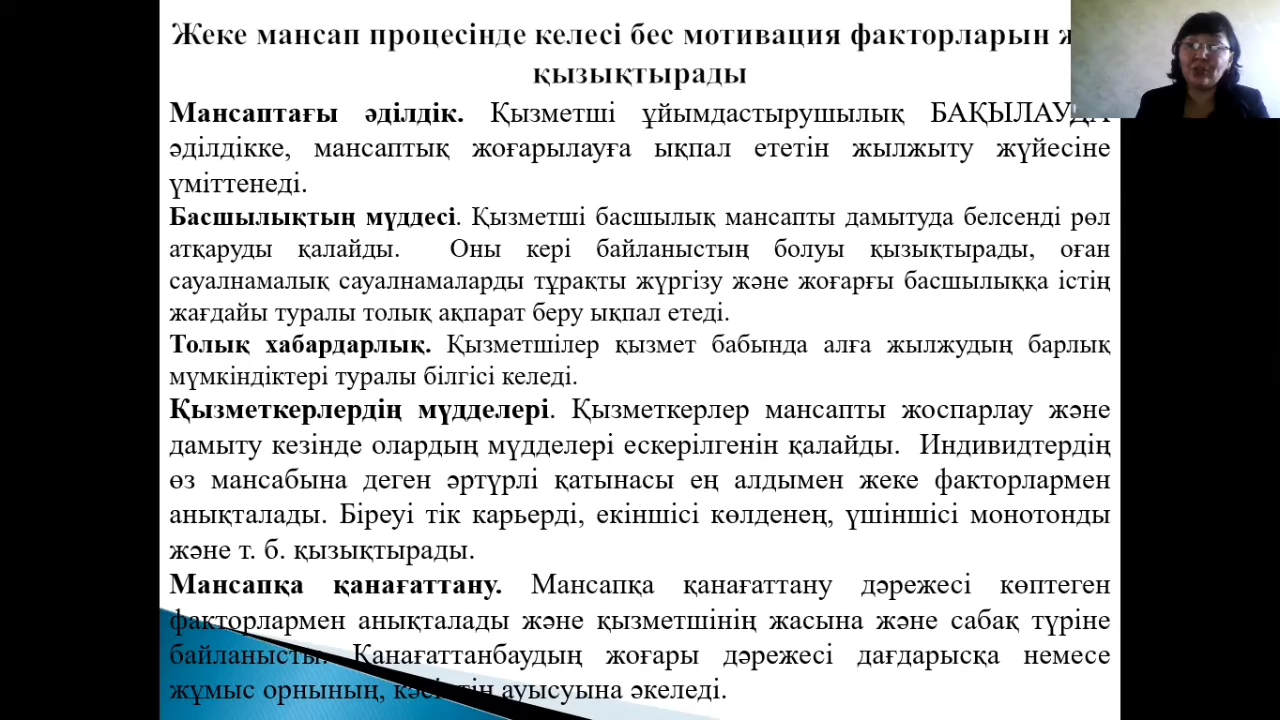 Жеке мансап процесінде келесі бес мотивация факторларын
қызықтырады
Мансаптағы әділдік. Қызметші ұйымдастырушылық БАҚЫЛАУДА
әділдікке, мансаптық жоғарылауға ықпал ететін жылжыту жүйесіне
үміттенеді.
Басшылықтың мүддесі. Қызметші басшылық мансапты дамытуда белсенді рөл
атқаруды қалайды. Оны кері байланыстың болуы қызықтырады, оған
сауалнамалық сауалнамаларды тұрақты жүргізу және жоғарғы басшылыққа істің
жағдайы туралы толық ақпарат беру ықпал етеді.
Толық хабардарлық. Қызметшілер қызмет бабында алға жылжудың барлық
мүмкіндіктері туралы білгісі келеді.
Қызметкерлердің мүдделері. Қызметкерлер мансапты жоспарлау және
дамыту кезінде олардың мүдделері ескерілгенін қалайды. Индивидтердің
өз мансабына деген әртүрлі қатынасы ең алдымен жеке факторлармен
анықталады. Біреуі тік карьерді, екіншісі көлденең, үшіншісі монотонды
және т. б. қызықтырады.
Мансапқа қанағаттану. Мансапқа қанағаттану дәрежесі көптеген
факторлармен анықталады және қызметшінің жасына және сабақ түріне
байланысты. Қанағаттанбаудың жоғары дәрежесі дағдарысқа немесе
жұмыс орнының, кәсіптің ауысуына әкеледі.